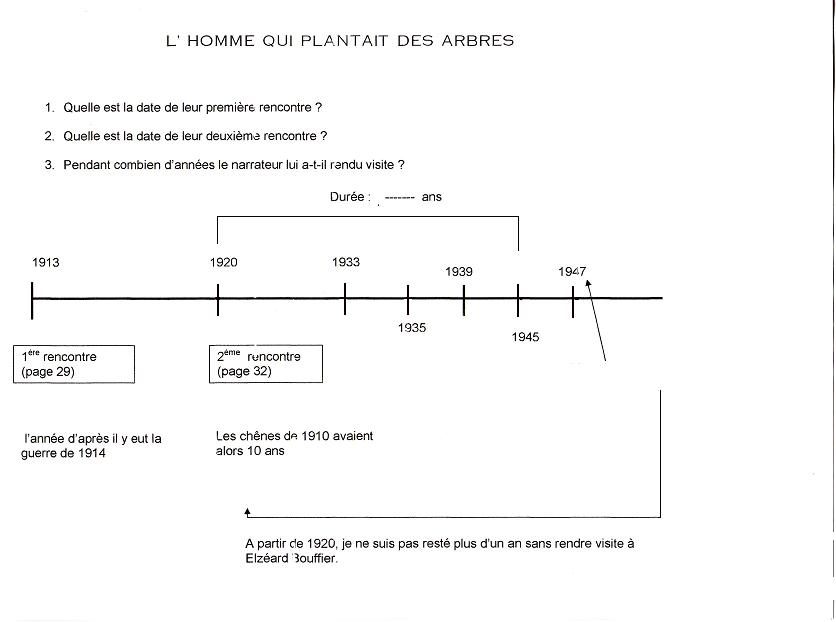 L' HOMME QUI PLANTAIT DES ARBRES
1. Quelle est la date de leur première rencontre ?
2. Quelle est la date de leur deuxième rencontre ?
3. Pendant combien d'années le narrateur lui a-t-il rendu visite ?
Durée : ------- ans
1913
1920
1933
1939
1947
1935
1945
1ère rencontre
(page 29)
2ème rencontre
(page 32)
l'année d'après il y eut la
guerre de 1914
Les chênes de 1910 avaient
alors 10 ans
A partir de 1920, je ne suis pas resté plus d'un an sans rendre visite à
Elzéard Bouffier.